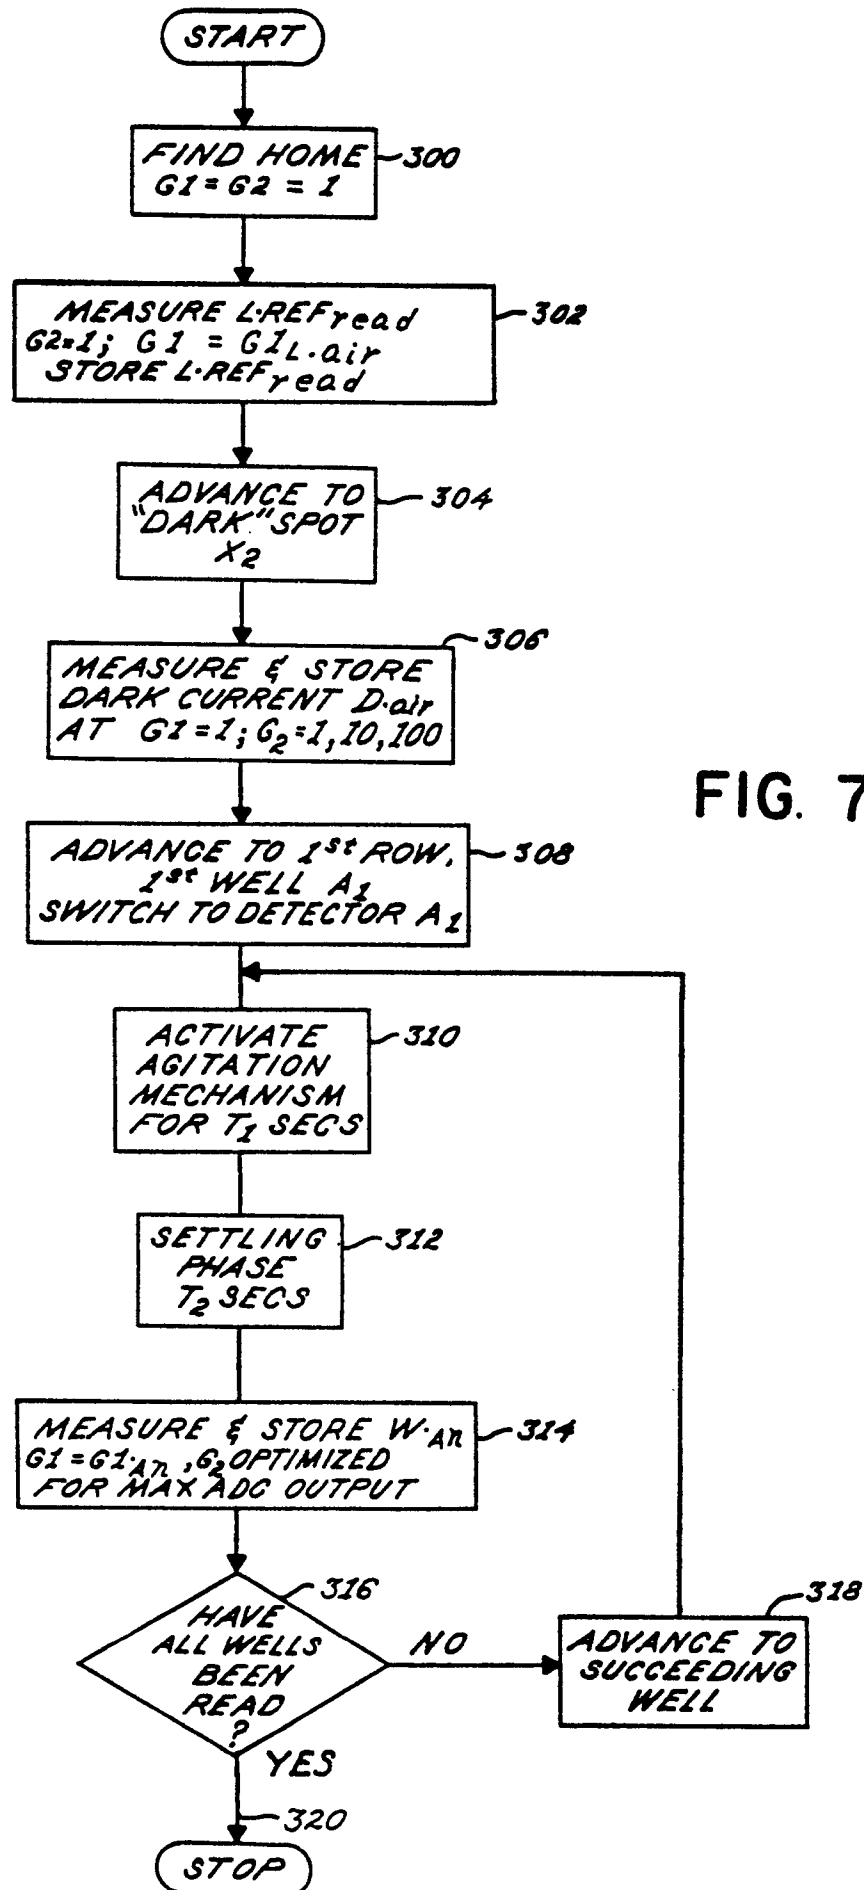 START
FIND HOME
G1 = G2 = 1
300
MEASURE L·REFread
G2=1; G1 = G1L·air
STORE L·REFread
302
ADVANCE TO
"DARK" SPOT
X2
304
306
MEASURE & STORE
DARK CURRENT D·air
AT G1=1; G2=1,10,100
FIG. 7
ADVANCE TO 1st ROW,
1st WELL A1
SWITCH TO DETECTOR A1
308
ACTIVATE
AGITATION
MECHANISM
FOR T1 SECS
310
SETTLING
PHASE
T2 SECS
312
MEASURE & STORE W·An
G1=G1·An, G2 OPTIMIZED
FOR MAX ADC OUTPUT
314
316
HAVE
ALL WELLS
BEEN
READ
?
NO
318
ADVANCE TO
SUCCEEDING
WELL
YES
320
STOP